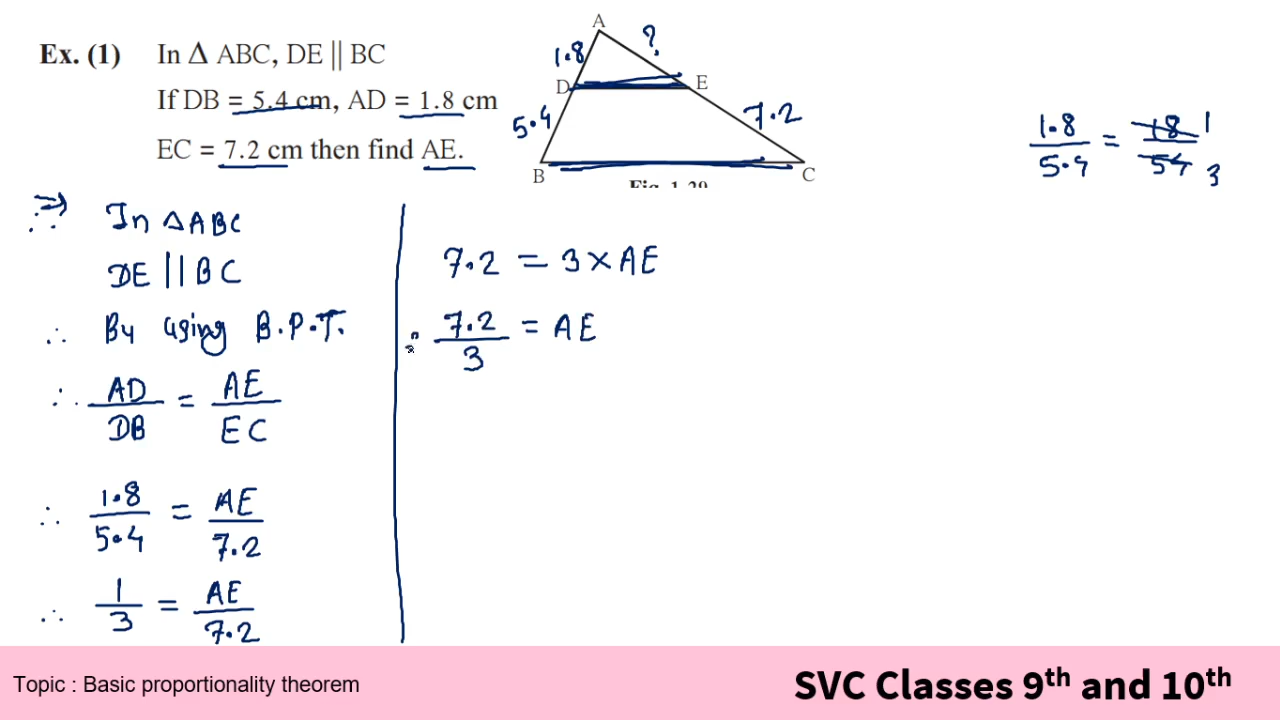 Ex. (1) In Δ ABC, DE || BC
If DB = 5.4 cm, AD = 1.8 cm
EC = 7.2 cm then find AE.
A
1.8
?
D
E
5.4
7.2
B
C
1.8/5.4 = 18/54 1/3
⇒ In ΔABC
∴ DE || BC
∴ By using B.P.T.
∴ AD/DB = AE/EC
∴ 1.8/5.4 = AE/7.2
∴ 1/3 = AE/7.2
7.2 = 3 × AE
∴ 7.2/3 = AE
Topic : Basic proportionality theorem
SVC Classes 9th and 10th